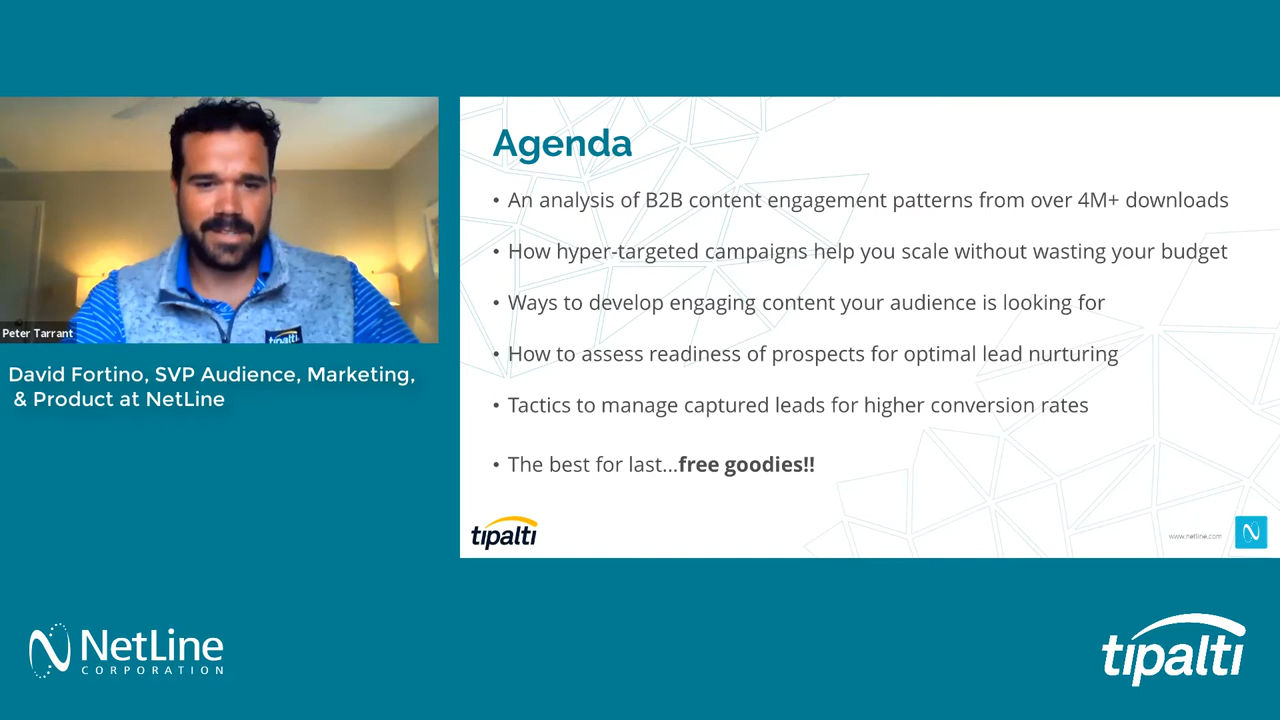 tipalti
Peter Tarrant
David Fortino, SVP Audience, Marketing,
& Product at NetLine
Agenda
• An analysis of B2B content engagement patterns from over 4M+ downloads
• How hyper-targeted campaigns help you scale without wasting your budget
• Ways to develop engaging content your audience is looking for
• How to assess readiness of prospects for optimal lead nurturing
• Tactics to manage captured leads for higher conversion rates
• The best for last...free goodies!!
tipalti
www.netline.com
NetLine
CORPORATION
tipalti